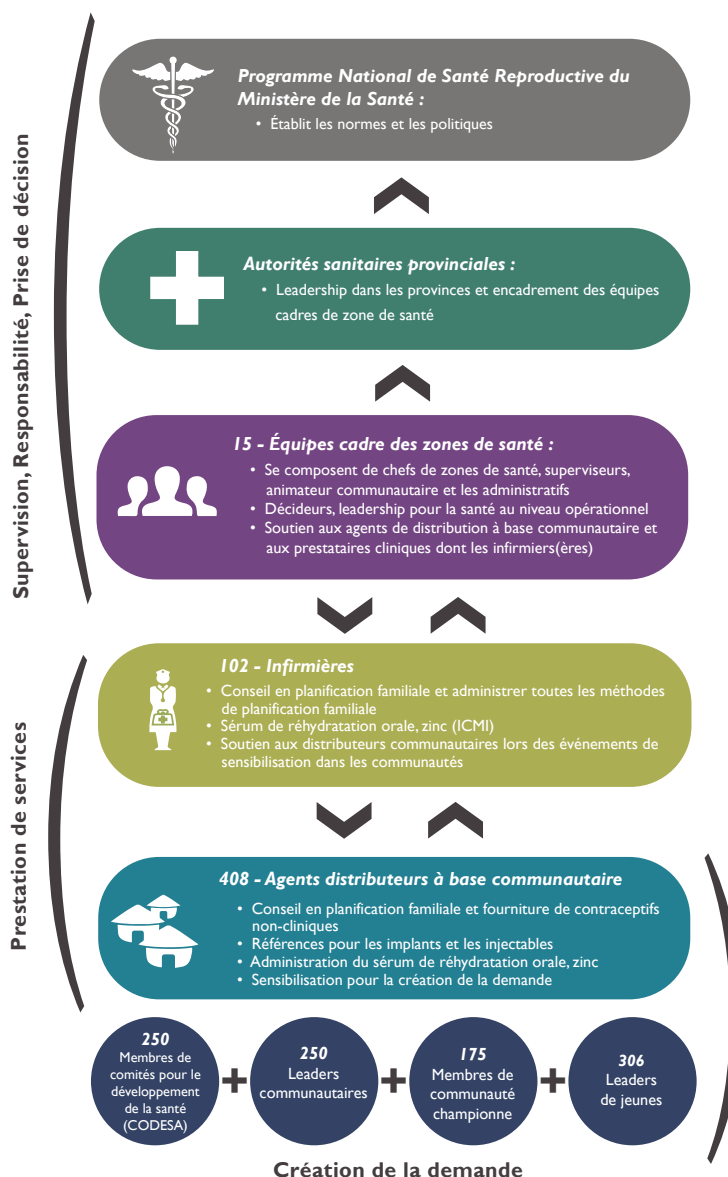 Supervision, Responsabilité, Prise de décision
Programme National de Santé Reproductive du
Ministère de la Santé :
• Établit les normes et les politiques
Autorités sanitaires provinciales :
• Leadership dans les provinces et encadrement des équipes
cadres de zone de santé
15 - Équipes cadre des zones de santé :
• Se composent de chefs de zones de santé, superviseurs,
animateur communautaire et les administratifs
• Décideurs, leadership pour la santé au niveau opérationnel
• Soutien aux agents de distribution à base communautaire et
aux prestataires cliniques dont les infirmiers(ères)
Prestation de services
102 - Infirmières
• Conseil en planification familiale et administrer toutes les méthodes
de planification familiale
• Sérum de réhydratation orale, zinc (ICMI)
• Soutien aux distributeurs communautaires lors des événements de
sensibilisation dans les communautés
408 - Agents distributeurs à base communautaire
• Conseil en planification familiale et fourniture de contraceptifs
non-cliniques
• Références pour les implants et les injectables
• Administration du sérum de réhydratation orale, zinc
• Sensibilisation pour la création de la demande
250
Membres de
comités pour le
développement
de la santé
(CODESA)
+
250
Leaders
communautaires
+
175
Membres de
communauté
championne
+
306
Leaders
de jeunes
Création de la demande